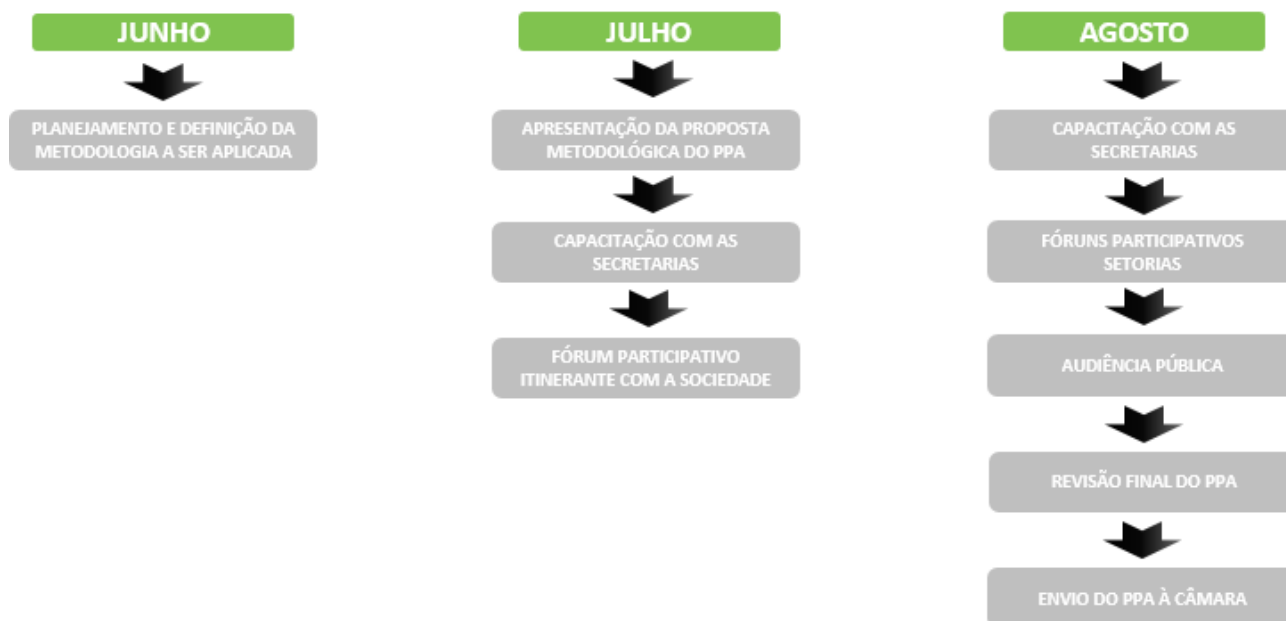 JUNHO
PLANEJAMENTO E DEFINIÇÃO DA
METODOLOGIA A SER APLICADA
JULHO
APRESENTAÇÃO DA PROPOSTA
METODOLÓGICA DO PPA
CAPACITAÇÃO COM AS
SECRETARIAS
FÓRUM PARTICIPATIVO
ITINERANTE COM A SOCIEDADE
AGOSTO
CAPACITAÇÃO COM AS
SECRETARIAS
FÓRUNS PARTICIPATIVOS
SETORIAS
AUDIÊNCIA PÚBLICA
REVISÃO FINAL DO PPA
ENVIO DO PPA À CÂMARA